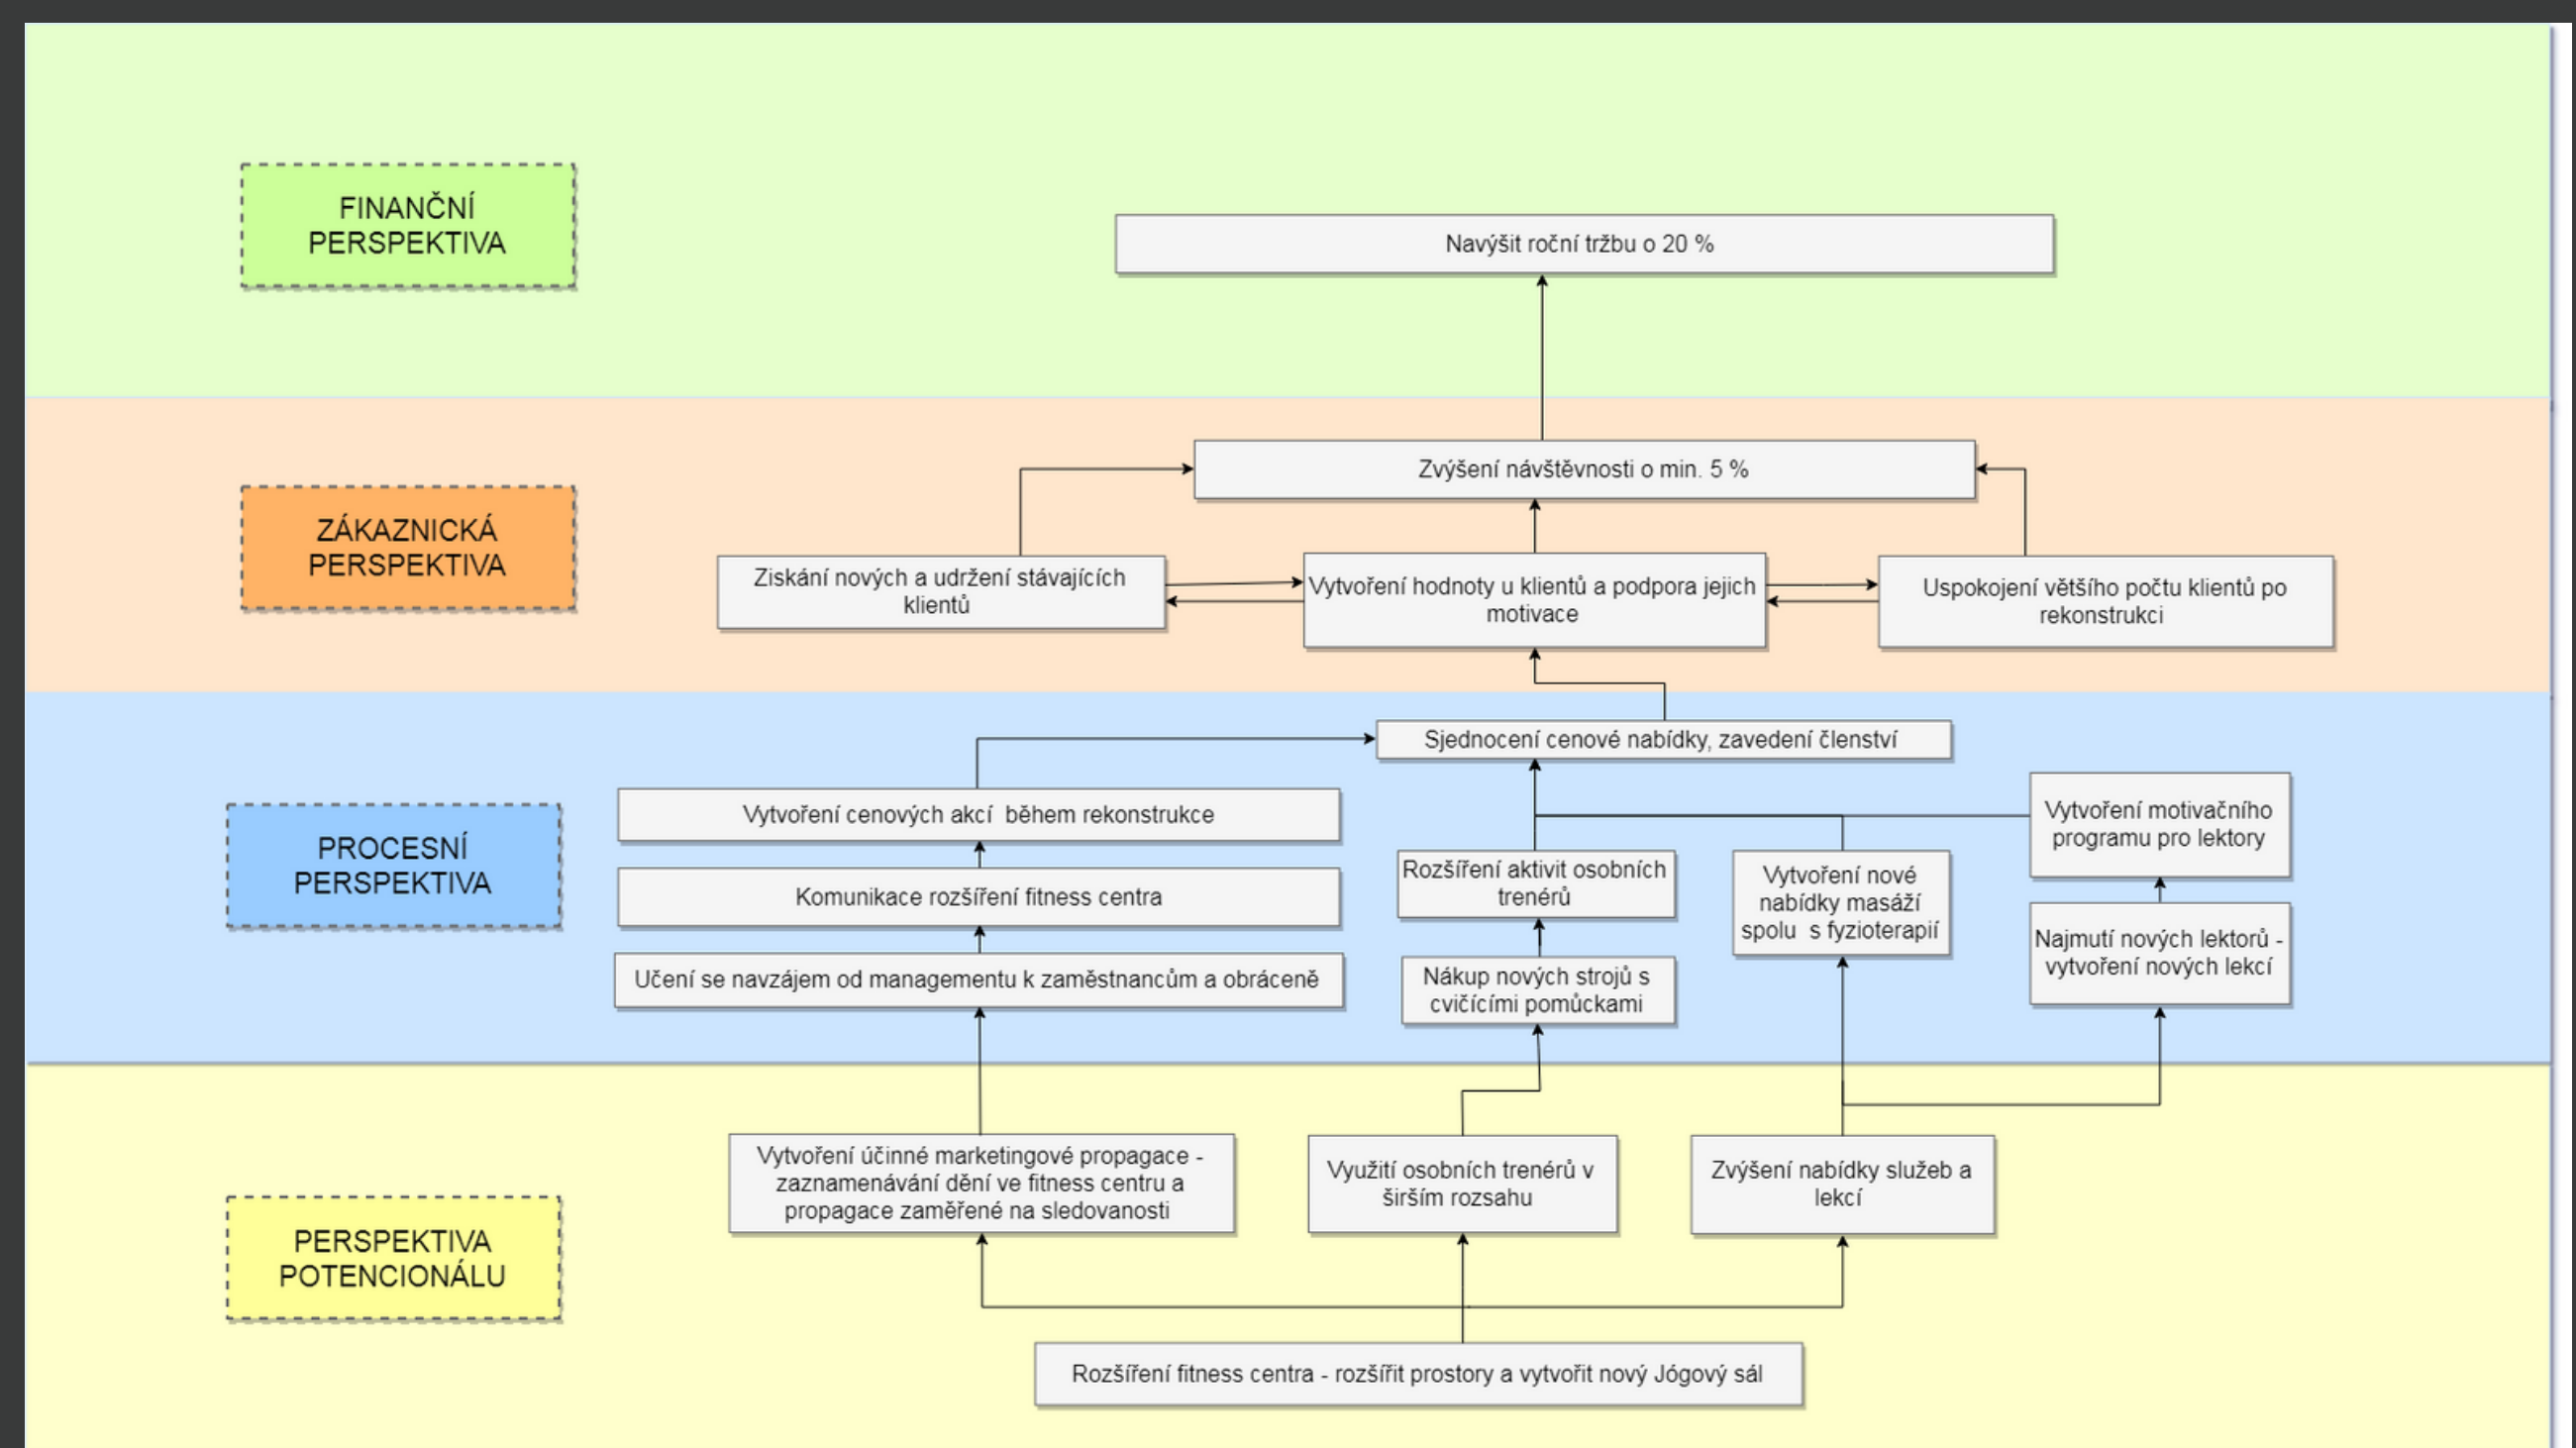 FINANČNÍ
PERSPEKTIVA
Navýšit roční tržbu o 20 %
ZÁKAZNICKÁ
PERSPEKTIVA
Zvýšení návštěvnosti o min. 5 %
Ziskání nových a udržení stávajících
klientů
Vytvoření hodnoty u klientů a podpora jejich
motivace
Uspokojení většího počtu klientů po
rekonstrukci
PROCESNÍ
PERSPEKTIVA
Sjednocení cenové nabídky, zavedení členství
Vytvoření cenových akcí  během rekonstrukce
Komunikace rozšíření fitness centra
Učení se navzájem od managementu k zaměstnancům a obráceně
Rozšíření aktivit osobních
trenérů
Nákup nových strojů s
cvičícími pomůckami
Vytvoření nové
nabídky masáží
spolu  s fyzioterapií
Vytvoření motivačního
programu pro lektory
Najmutí nových lektorů -
vytvoření nových lekcí
PERSPEKTIVA
POTENCIONÁLU
Vytvoření účinné marketingové propagace -
zaznamenávání dění ve fitness centru a
propagace zaměřené na sledovanosti
Využití osobních trenérů v
širším rozsahu
Zvýšení nabídky služeb a
lekcí
Rozšíření fitness centra - rozšířit prostory a vytvořit nový Jógový sál